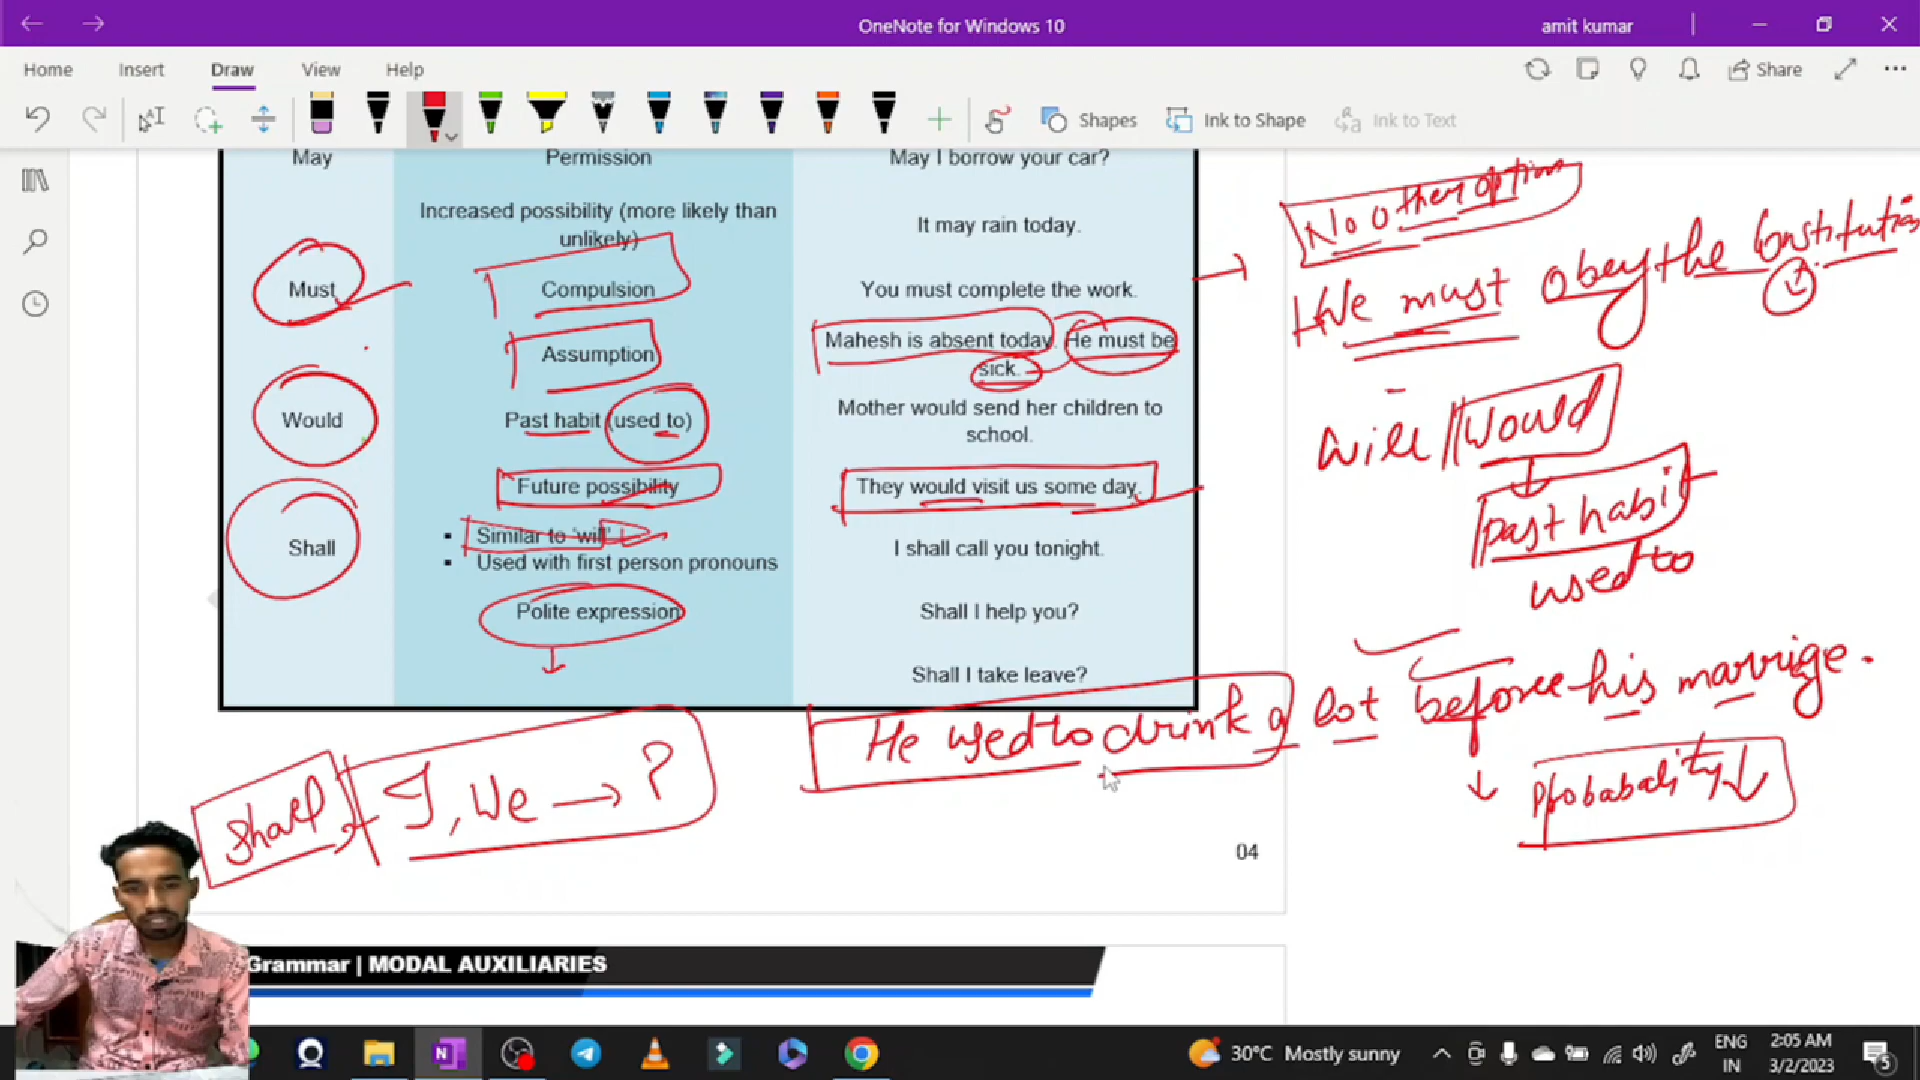 OneNote for Windows 10
amit kumar
Home Insert Draw View Help
Share
Shapes
Ink to Shape
Ink to Text
May Permission May I borrow your car?
Increased possibility (more likely than
unlikely) It may rain today.
Must Compulsion You must complete the work.
Assumption Mahesh is absent today. He must be
sick.
Would Past habit (used to) Mother would send her children to
school.
Future possibility They would visit us some day.
Shall
▪ Similar to 'will'
▪ Used with first person pronouns
I shall call you tonight.
Polite expression Shall I help you?
Shall I take leave?
No other option
We must obey the Constitution
will / Would
Past habit
used to
He used to drink a lot before his marrige.
Probability ↓
Shall I, We → ?
04
Grammar | MODAL AUXILIARIES
30°C Mostly sunny
ENG
IN
2:05 AM
3/2/2023
5